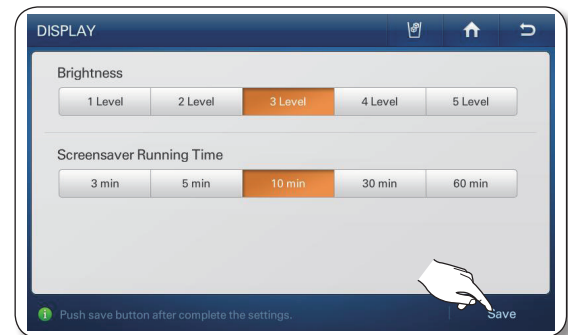 DISPLAY
Brightness
1 Level 2 Level 3 Level 4 Level 5 Level
Screensaver Running Time
3 min 5 min 10 min 30 min 60 min
Push save button after complete the settings. Save